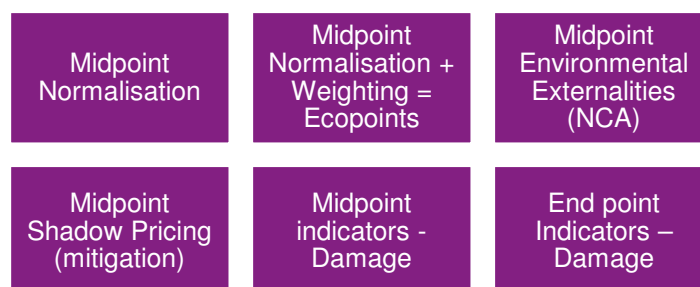 Midpoint
Normalisation
Midpoint
Normalisation +
Weighting =
Ecopoints
Midpoint
Environmental
Externalities
(NCA)
Midpoint
Shadow Pricing
(mitigation)
Midpoint
indicators -
Damage
End point
Indicators –
Damage